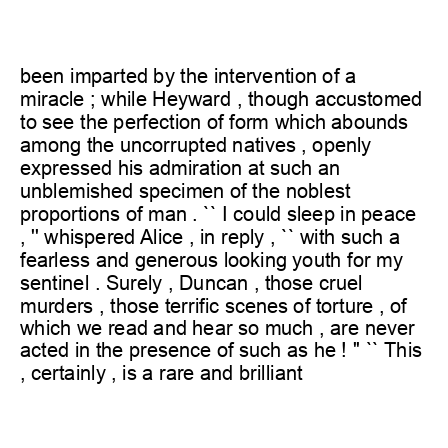 been imparted by the intervention of a
miracle ; while Heyward , though accustomed
to see the perfection of form which abounds
among the uncorrupted natives , openly
expressed his admiration at such an
unblemished specimen of the noblest
proportions of man . `` I could sleep in peace
, '' whispered Alice , in reply , `` with such a
fearless and generous looking youth for my
sentinel . Surely , Duncan , those cruel
murders , those terrific scenes of torture , of
which we read and hear so much , are never
acted in the presence of such as he ! " `` This
, certainly , is a rare and brilliant